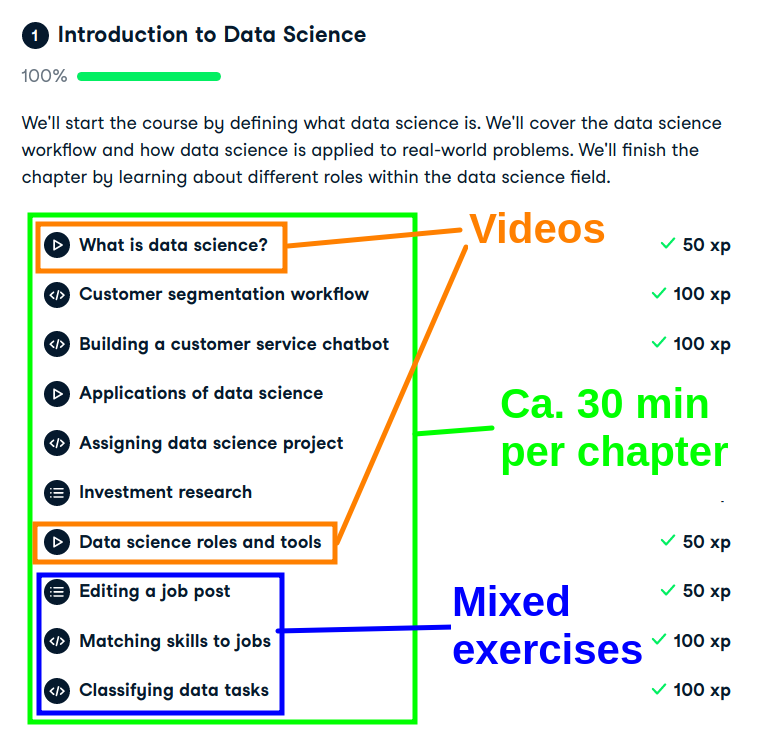 1 Introduction to Data Science
100%
We'll start the course by defining what data science is. We'll cover the data science
workflow and how data science is applied to real-world problems. We'll finish the
chapter by learning about different roles within the data science field.
Videos
What is data science? 50 xp
Customer segmentation workflow 100 xp
Building a customer service chatbot 100 xp
Applications of data science
Ca. 30 min
per chapter
Assigning data science project
Investment research
Data science roles and tools 50 xp
Editing a job post 50 xp
Mixed
exercises
Matching skills to jobs 100 xp
Classifying data tasks 100 xp